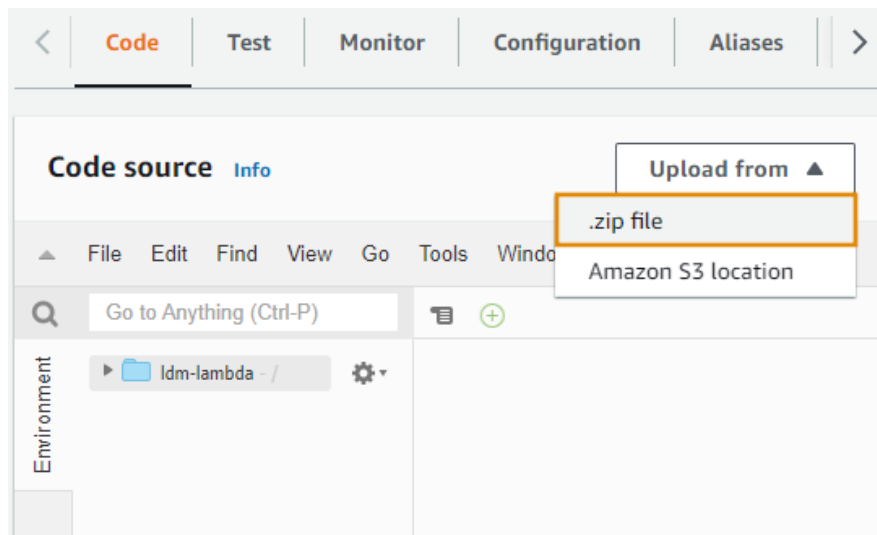 Code Test Monitor Configuration Aliases
Code source Info Upload from
.zip file
Amazon S3 location
File Edit Find View Go Tools Windo
Go to Anything (Ctrl-P)
Environment
ldm-lambda - /